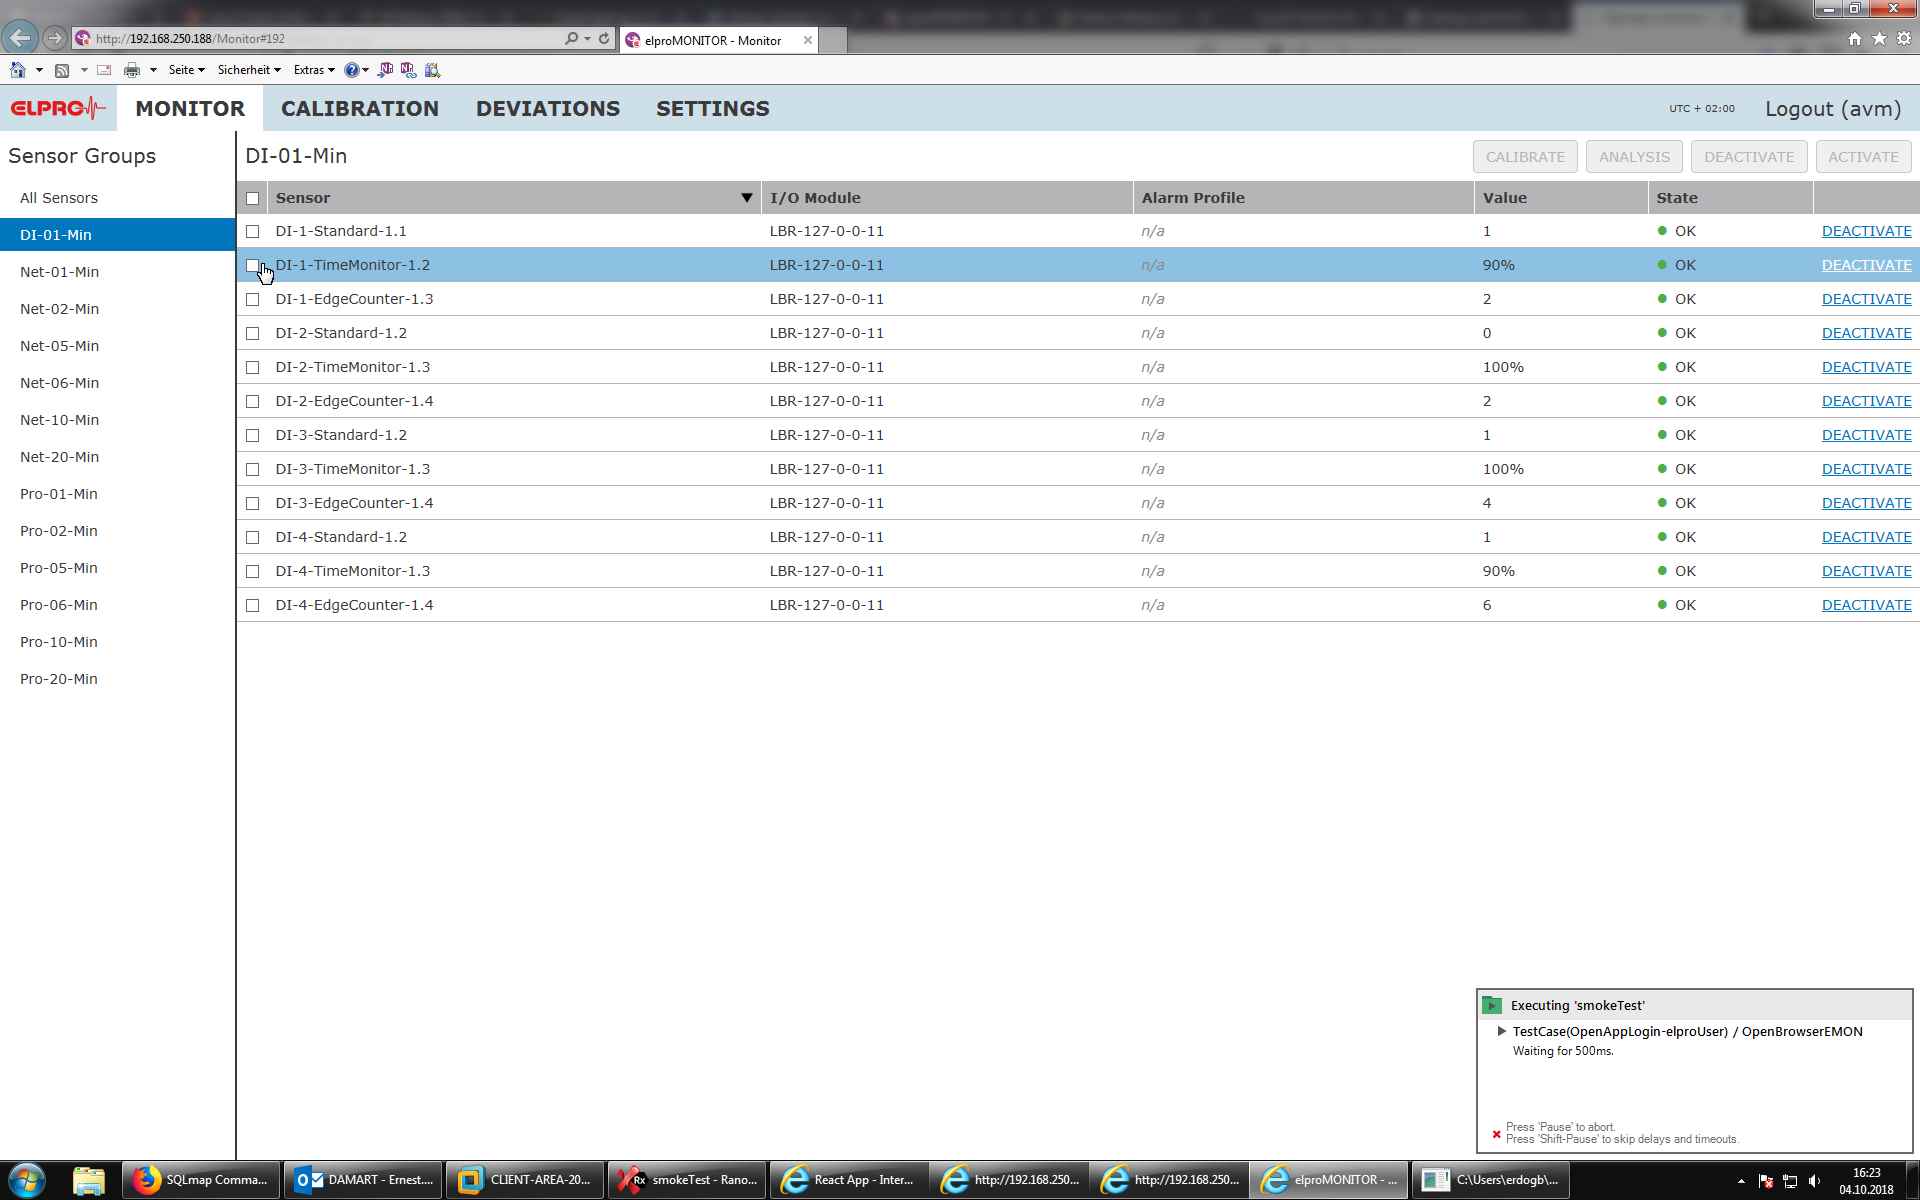 http://192.168.250.188/Monitor#192
elproMONITOR - Monitor
Seite Sicherheit Extras
ELPRO MONITOR CALIBRATION DEVIATIONS SETTINGS UTC + 02:00 Logout (avm)
Sensor Groups
All Sensors
DI-01-Min
Net-01-Min
Net-02-Min
Net-05-Min
Net-06-Min
Net-10-Min
Net-20-Min
Pro-01-Min
Pro-02-Min
Pro-05-Min
Pro-06-Min
Pro-10-Min
Pro-20-Min
DI-01-Min CALIBRATE ANALYSIS DEACTIVATE ACTIVATE
Sensor I/O Module Alarm Profile Value State
DI-1-Standard-1.1 LBR-127-0-0-11 n/a 1 OK DEACTIVATE
DI-1-TimeMonitor-1.2 LBR-127-0-0-11 n/a 90% OK DEACTIVATE
DI-1-EdgeCounter-1.3 LBR-127-0-0-11 n/a 2 OK DEACTIVATE
DI-2-Standard-1.2 LBR-127-0-0-11 n/a 0 OK DEACTIVATE
DI-2-TimeMonitor-1.3 LBR-127-0-0-11 n/a 100% OK DEACTIVATE
DI-2-EdgeCounter-1.4 LBR-127-0-0-11 n/a 2 OK DEACTIVATE
DI-3-Standard-1.2 LBR-127-0-0-11 n/a 1 OK DEACTIVATE
DI-3-TimeMonitor-1.3 LBR-127-0-0-11 n/a 100% OK DEACTIVATE
DI-3-EdgeCounter-1.4 LBR-127-0-0-11 n/a 4 OK DEACTIVATE
DI-4-Standard-1.2 LBR-127-0-0-11 n/a 1 OK DEACTIVATE
DI-4-TimeMonitor-1.3 LBR-127-0-0-11 n/a 90% OK DEACTIVATE
DI-4-EdgeCounter-1.4 LBR-127-0-0-11 n/a 6 OK DEACTIVATE
Executing 'smokeTest'
TestCase(OpenAppLogin-elproUser) / OpenBrowserEMON
Waiting for 500ms.
Press 'Pause' to abort.
Press 'Shift-Pause' to skip delays and timeouts.
SQLmap Comma... DAMART - Ernest.... CLIENT-AREA-20... Rx smokeTest - Rano... React App - Inter... http://192.168.250... http://192.168.250... elproMONITOR - ... C:\Users\erdogb\...
16:23
04.10.2018